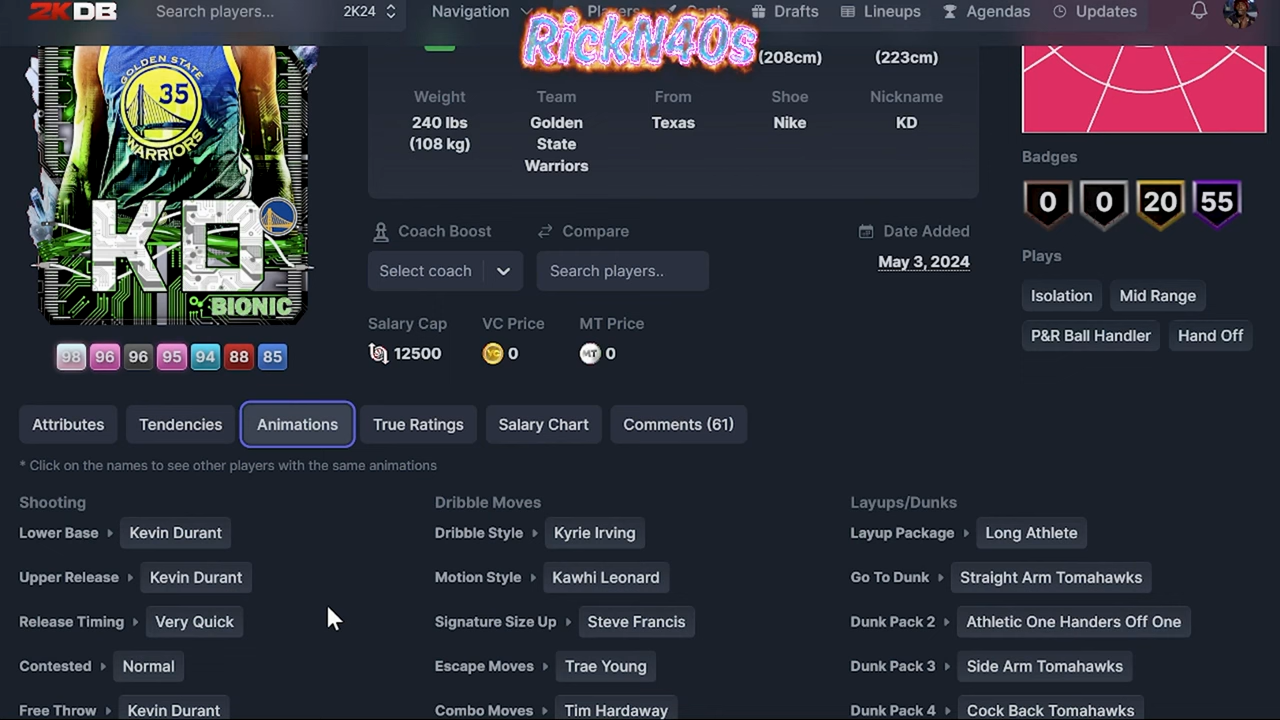 2KDB
Search players...
2K24
Navigation
Players
Cards
Drafts
Lineups
Agendas
Updates
RickN40s
(208cm)
(223cm)
Weight
240 lbs
(108 kg)
Team
Golden
State
Warriors
From
Texas
Shoe
Nike
Nickname
KD
GOLDEN STATE
35
WARRIORS
KD
BIONIC
98 96 96 95 94 88 85
Coach Boost
Select coach
Compare
Search players..
Date Added
May 3, 2024
Salary Cap
12500
VC Price
0
MT Price
MT 0
Badges
0 0 20 55
Plays
Isolation
Mid Range
P&R Ball Handler
Hand Off
Attributes
Tendencies
Animations
True Ratings
Salary Chart
Comments (61)
* Click on the names to see other players with the same animations
Shooting
Lower Base Kevin Durant
Upper Release Kevin Durant
Release Timing Very Quick
Contested Normal
Free Throw Kevin Durant
Dribble Moves
Dribble Style Kyrie Irving
Motion Style Kawhi Leonard
Signature Size Up Steve Francis
Escape Moves Trae Young
Combo Moves Tim Hardaway
Layups/Dunks
Layup Package Long Athlete
Go To Dunk Straight Arm Tomahawks
Dunk Pack 2 Athletic One Handers Off One
Dunk Pack 3 Side Arm Tomahawks
Dunk Pack 4 Cock Back Tomahawks